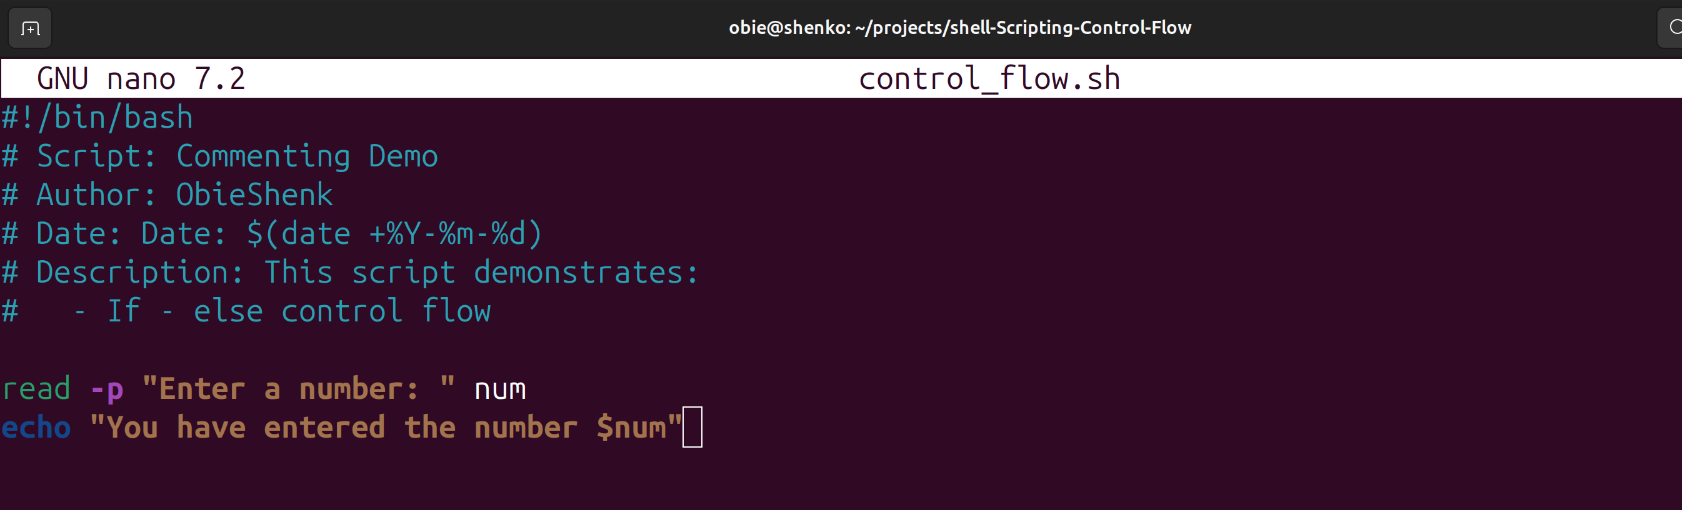 obie@shenko: ~/projects/shell-Scripting-Control-Flow
GNU nano 7.2 control_flow.sh
#!/bin/bash
# Script: Commenting Demo
# Author: ObieShenk
# Date: Date: $(date +%Y-%m-%d)
# Description: This script demonstrates:
#   - If - else control flow
read -p "Enter a number: " num
echo "You have entered the number $num"